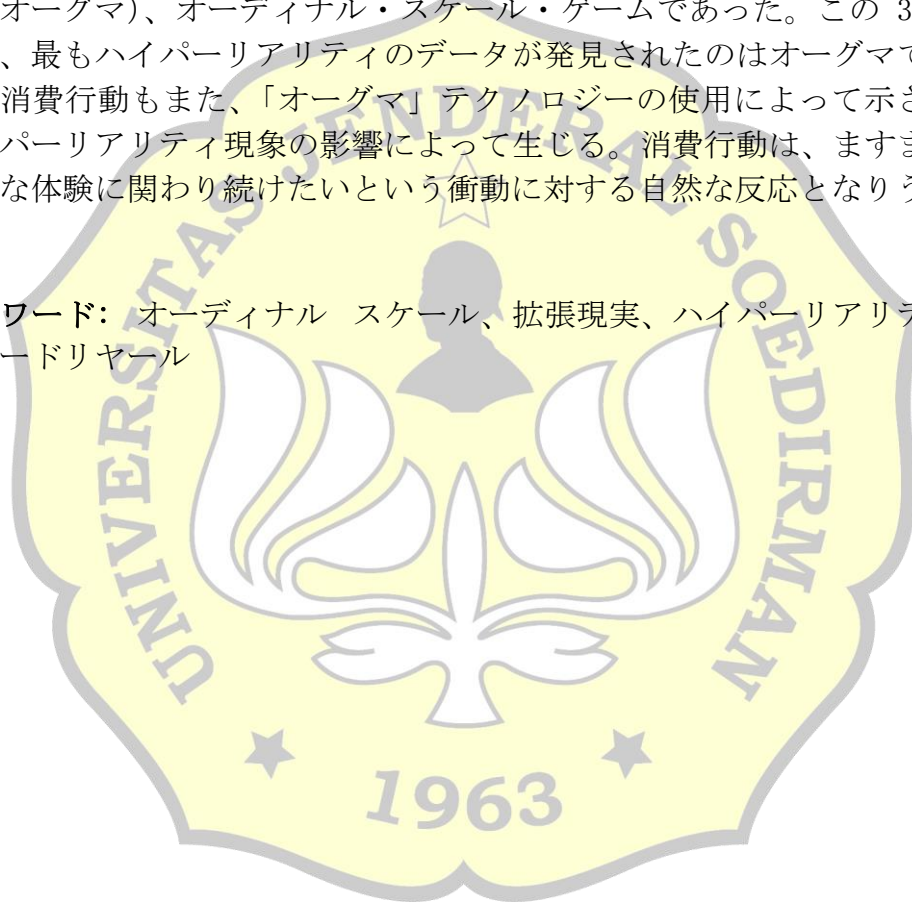 オーグマ)、オーディナル・スケール・ゲームであった。この 3
、最もハイパーリアリティのデータが発見されたのはオーグマで
消費行動もまた、「オーグマ」テクノロジーの使用によって示さ
パーリアリティ現象の影響によって生じる。消費行動は、ますま
な体験に関わり続けたいという衝動に対する自然な反応となりう
ワード: オーディナル スケール、拡張現実、ハイパーリアリテ
ードリヤール
UNIVERSITAS JENDERAL SOEDIRMAN
1963